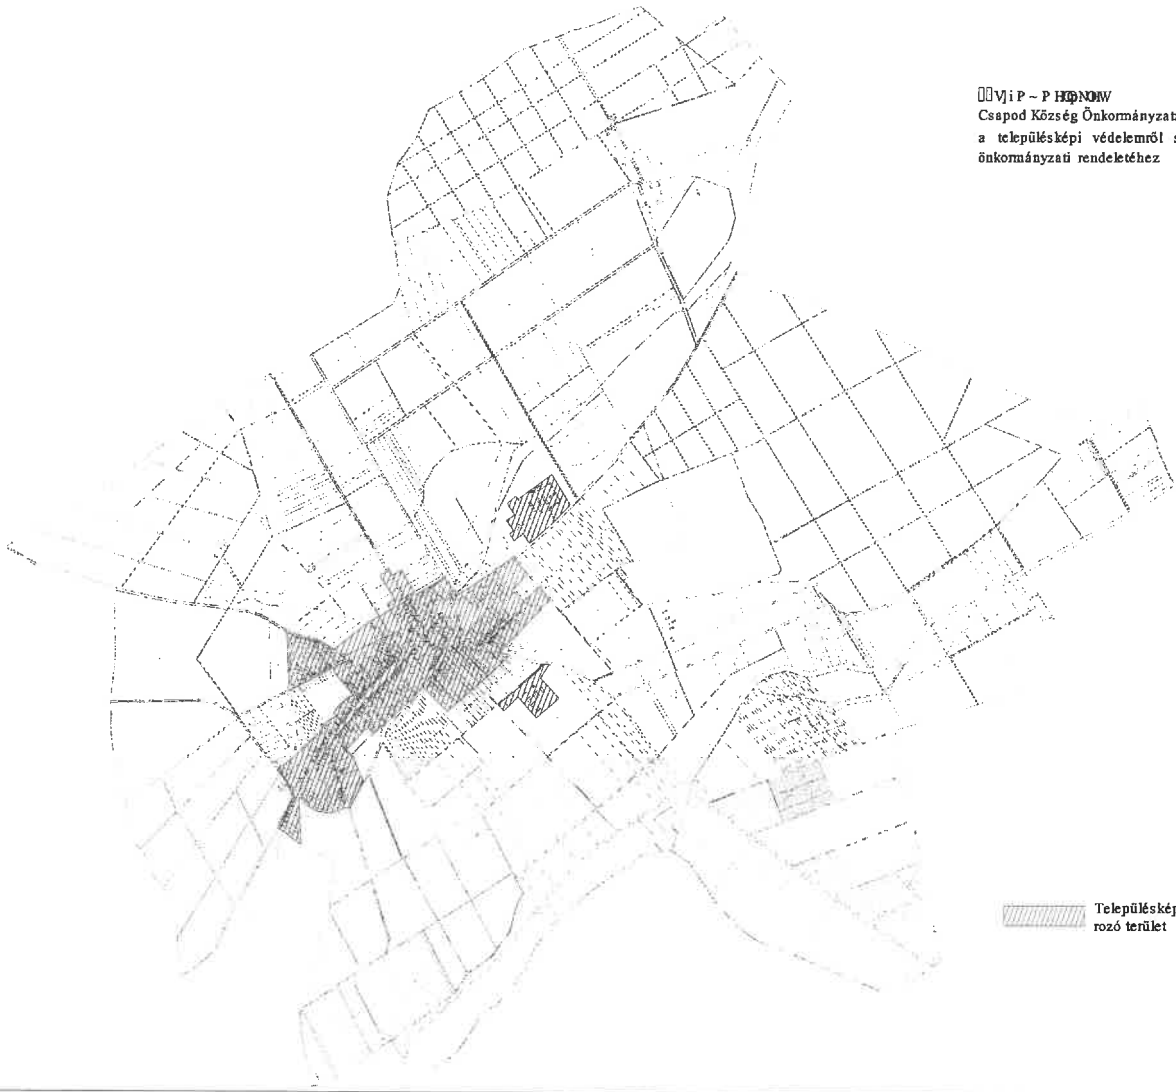 Csapod Község Önkormányzat
a településképi védelemről s
önkormányzati rendeletéhez
Településkép
rozó terület